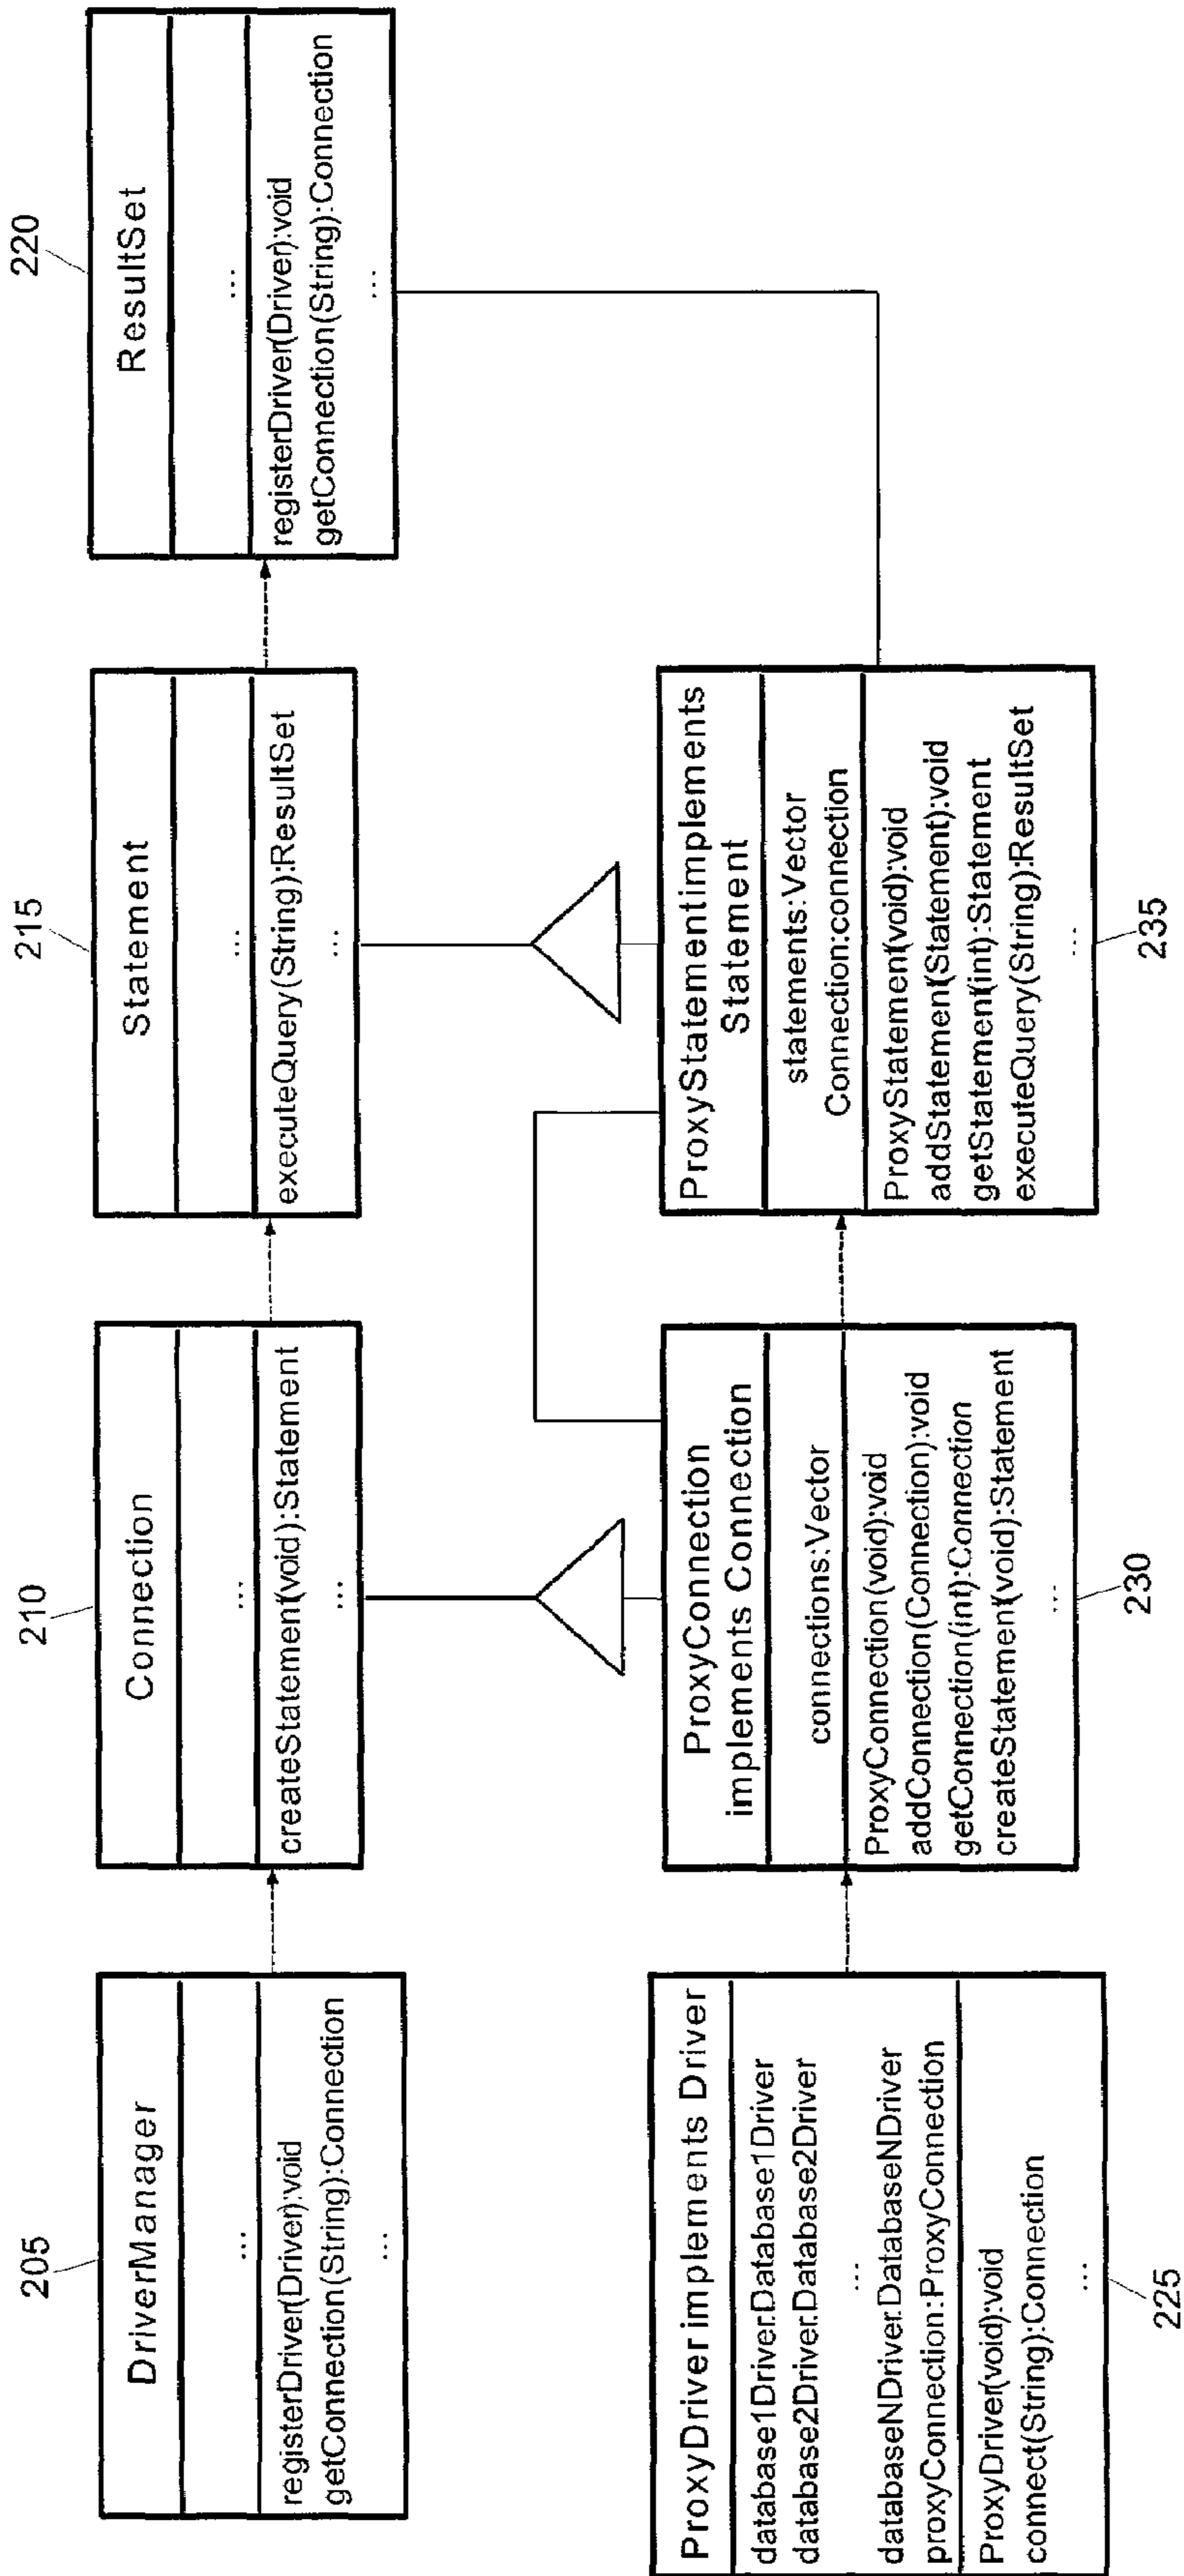 205
DriverManager
...
registerDriver(Driver):void
getConnection(String):Connection
...
210
Connection
...
createStatement(void):Statement
...
215
Statement
...
executeQuery(String):ResultSet
...
220
ResultSet
...
registerDriver(Driver):void
getConnection(String):Connection
...
ProxyDriver implements Driver
database1Driver.Database1Driver
database2Driver.Database2Driver
...
databaseNDriver.DatabaseNDriver
proxyConnection:ProxyConnection
ProxyDriver(void):void
connect(String):Connection
...
225
ProxyConnection
implements Connection
connections:Vector
ProxyConnection(void):void
addConnection(Connection):void
getConnection(int):Connection
createStatement(void):Statement
...
230
ProxyStatementimplements
Statement
statements:Vector
Connection:connection
ProxyStatement(void):void
addStatement(Statement):void
getStatement(int):Statement
executeQuery(String):ResultSet
...
235